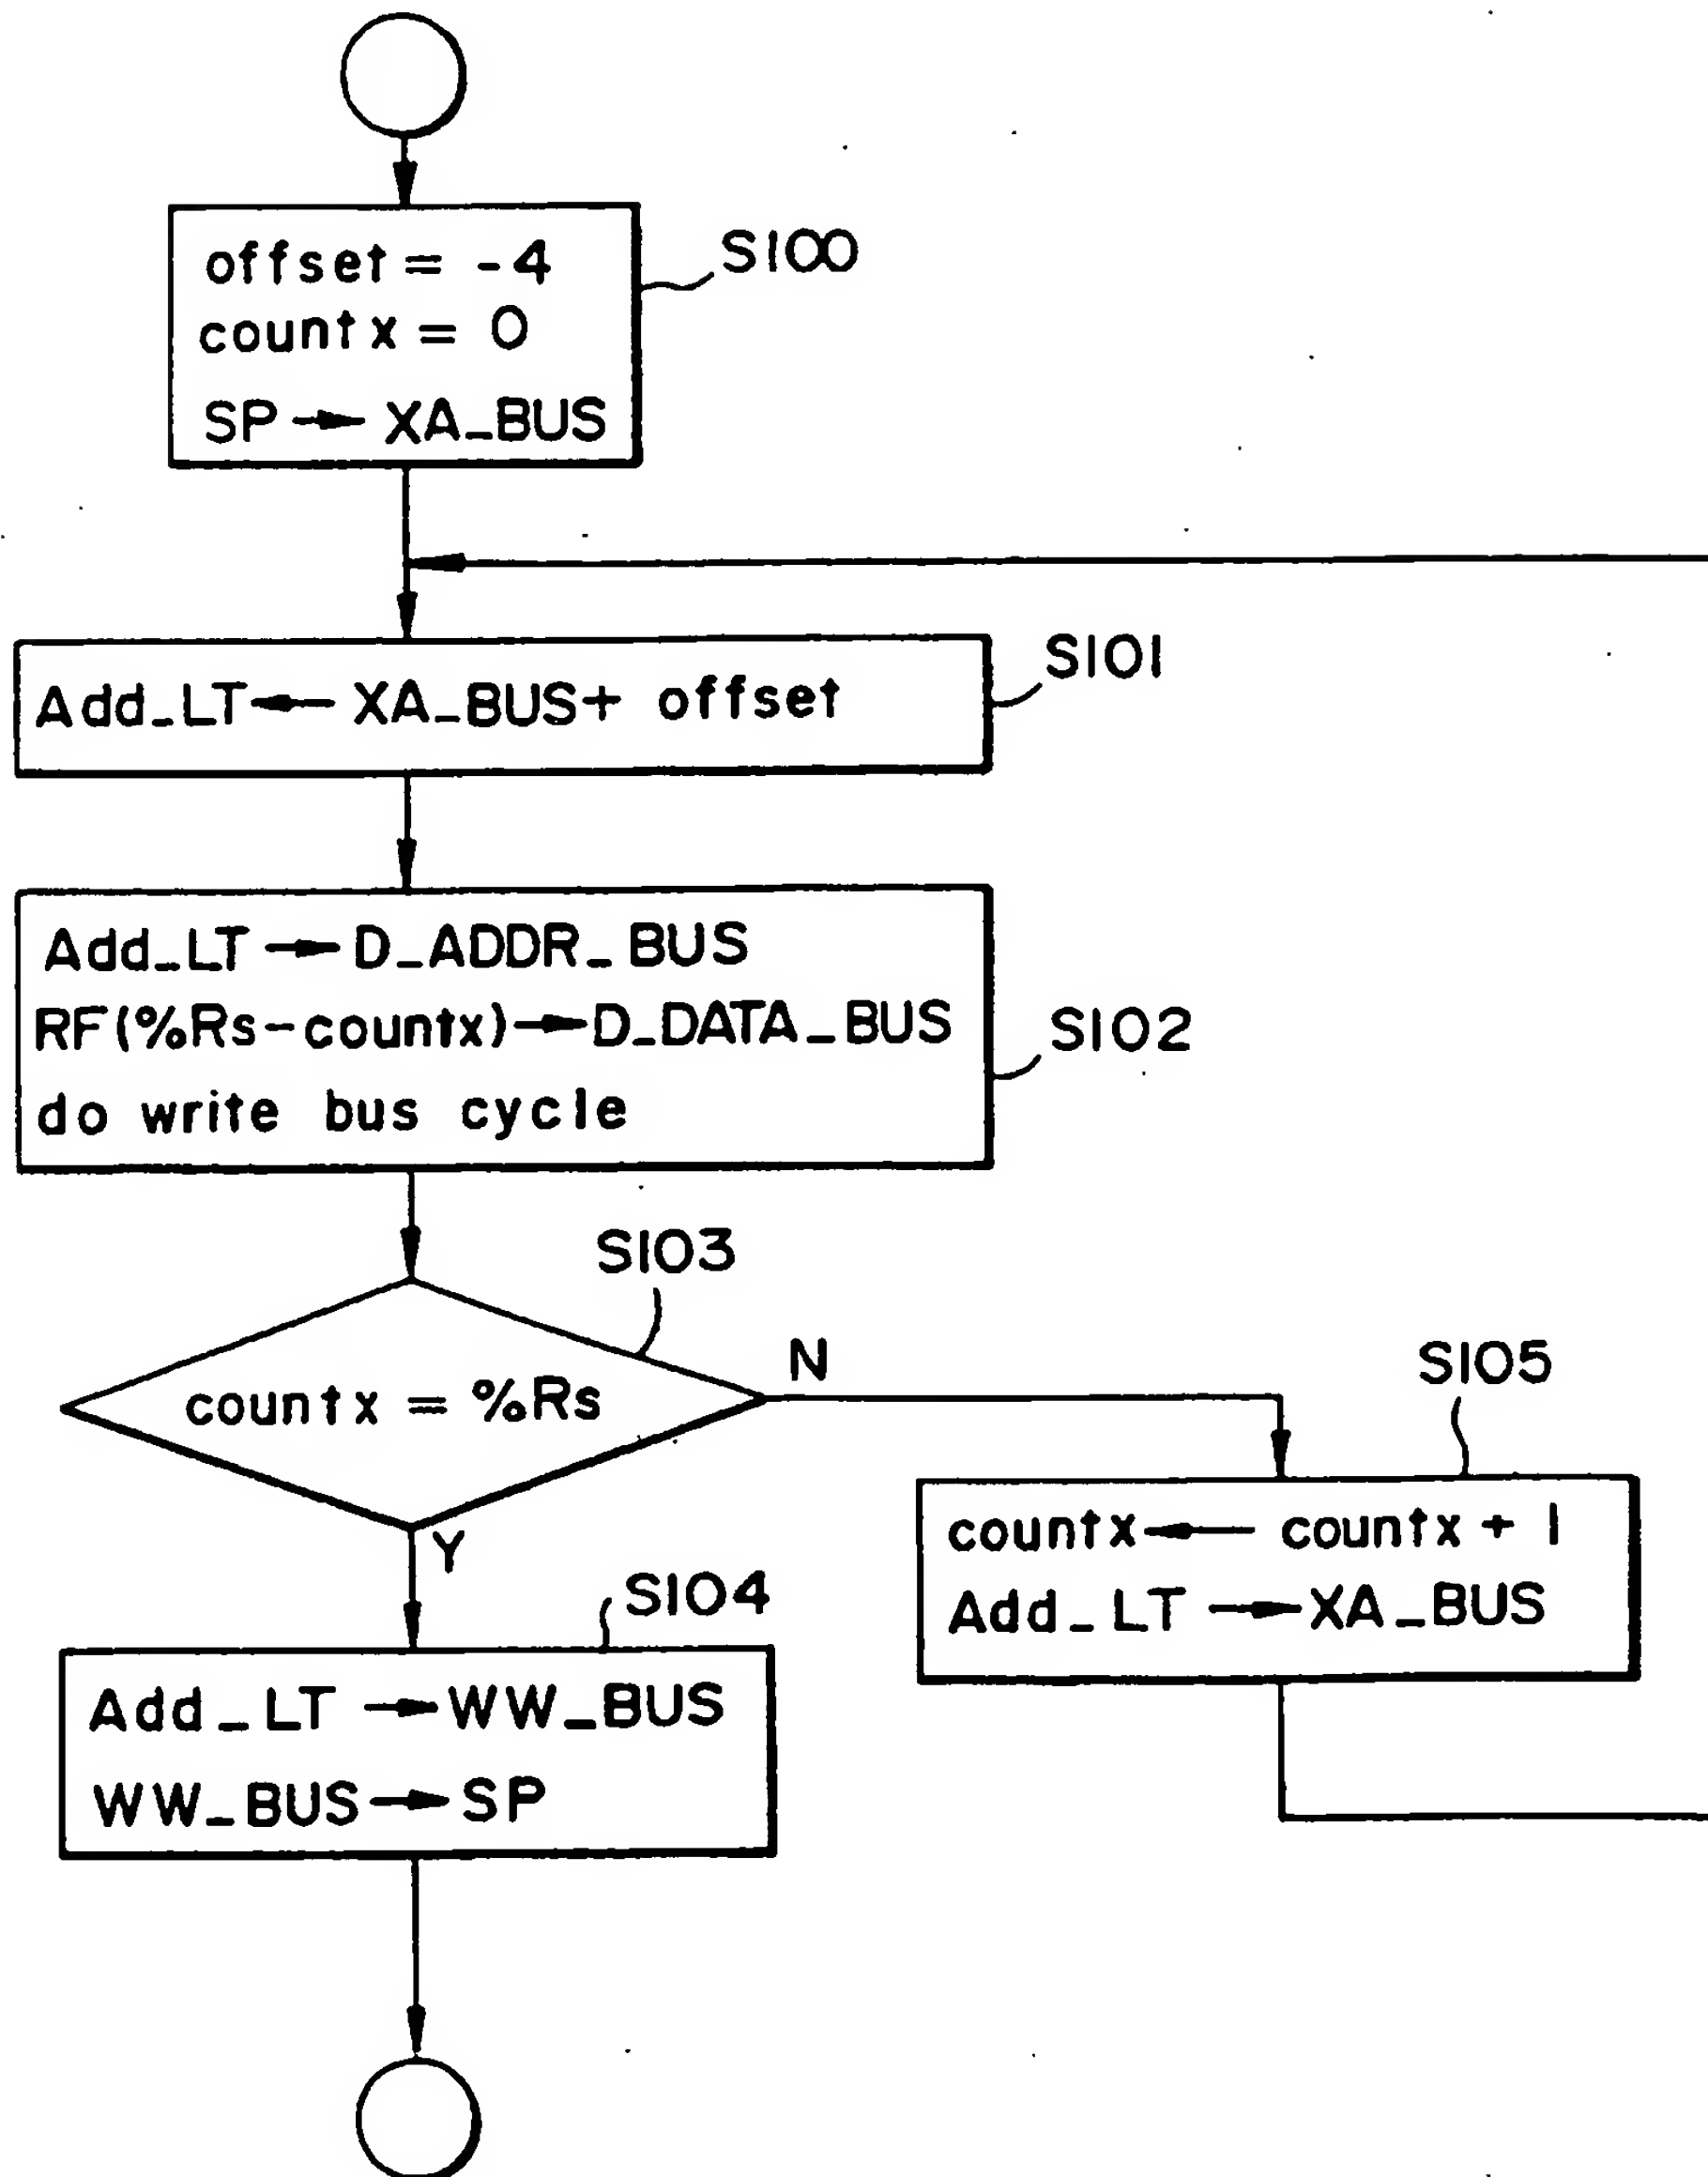 offset = -4
countx = 0
SP → XA_BUS
S100
Add_LT ← XA_BUS + offset
S101
Add_LT → D_ADDR_BUS
RF(%Rs-countx) → D_DATA_BUS
do write bus cycle
S102
S103
countx = %Rs
N
Y
S105
countx ← countx + 1
Add_LT → XA_BUS
S104
Add_LT → WW_BUS
WW_BUS → SP